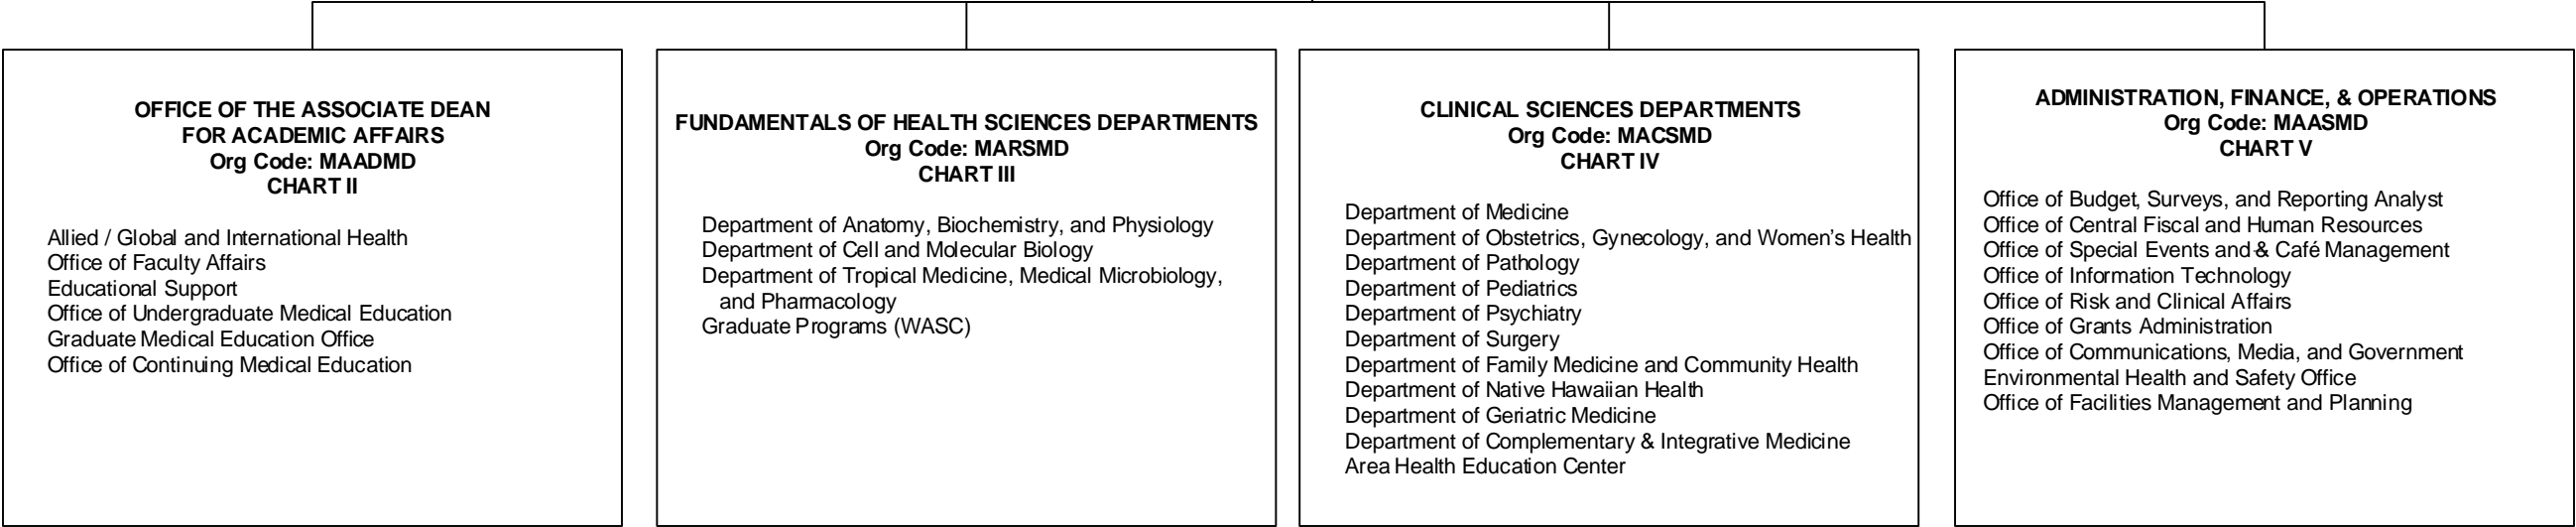 OFFICE OF THE ASSOCIATE DEAN
FOR ACADEMIC AFFAIRS
Org Code: MAADMD
CHART II
Allied / Global and International Health
Office of Faculty Affairs
Educational Support
Office of Undergraduate Medical Education
Graduate Medical Education Office
Office of Continuing Medical Education
FUNDAMENTALS OF HEALTH SCIENCES DEPARTMENTS
Org Code: MARSMD
CHART III
Department of Anatomy, Biochemistry, and Physiology
Department of Cell and Molecular Biology
Department of Tropical Medicine, Medical Microbiology,
and Pharmacology
Graduate Programs (WASC)
CLINICAL SCIENCES DEPARTMENTS
Org Code: MACSMD
CHART IV
Department of Medicine
Department of Obstetrics, Gynecology, and Women's Health
Department of Pathology
Department of Pediatrics
Department of Psychiatry
Department of Surgery
Department of Family Medicine and Community Health
Department of Native Hawaiian Health
Department of Geriatric Medicine
Department of Complementary & Integrative Medicine
Area Health Education Center
ADMINISTRATION, FINANCE, & OPERATIONS
Org Code: MAASMD
CHART V
Office of Budget, Surveys, and Reporting Analyst
Office of Central Fiscal and Human Resources
Office of Special Events and & Café Management
Office of Information Technology
Office of Risk and Clinical Affairs
Office of Grants Administration
Office of Communications, Media, and Government
Environmental Health and Safety Office
Office of Facilities Management and Planning